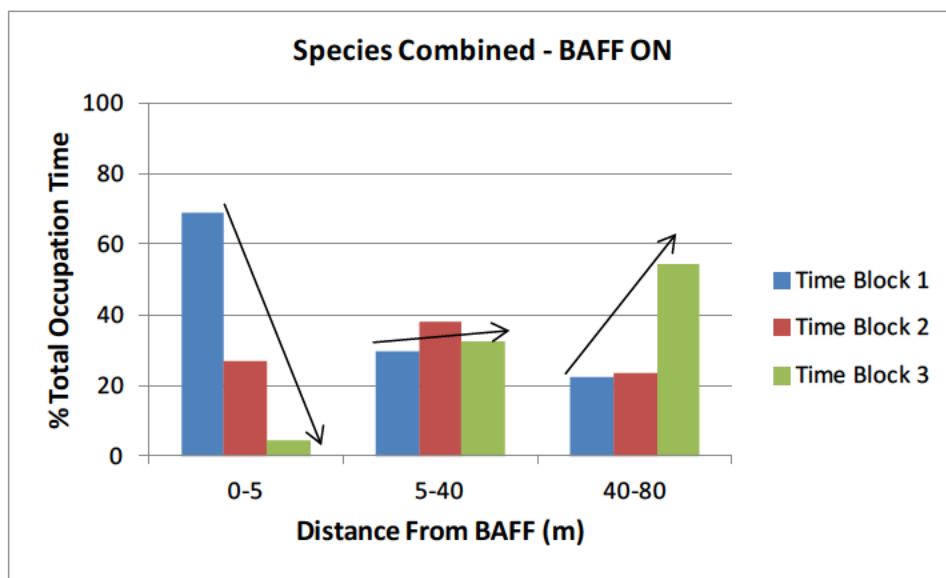 Species Combined - BAFF ON
%Total Occupation Time
100
80
60
40
20
0
0-5
5-40
40-80
Distance From BAFF (m)
Time Block 1
Time Block 2
Time Block 3